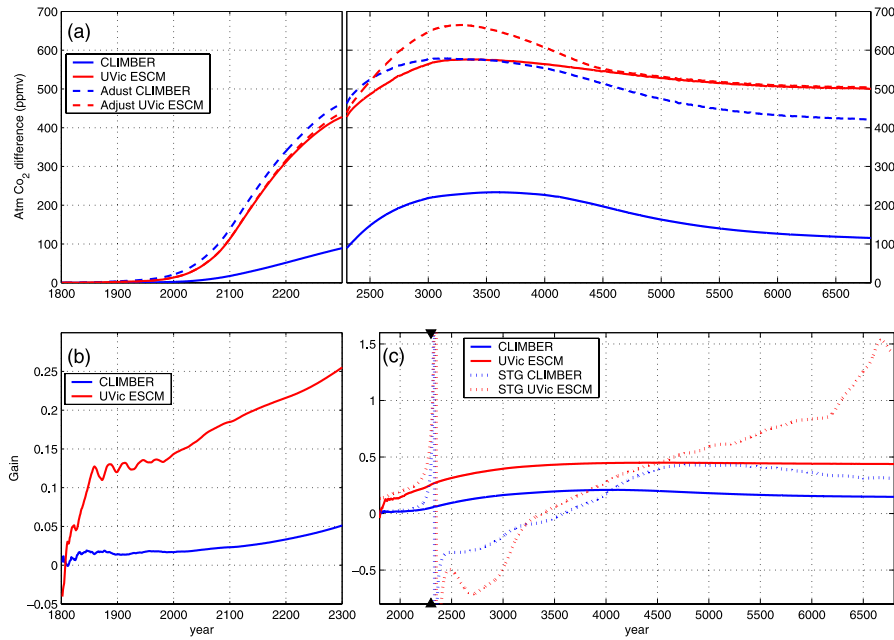 700
600
500
400
300
200
100
0
Atm Co2 difference (ppmv)
(a)
CLIMBER
UVic ESCM
Adust CLIMBER
Adjust UVic ESCM
1800 1900 2000 2100 2200
700
600
500
400
300
200
100
0
2500 3000 3500 4000 4500 5000 5500 6000 6500
(b)
CLIMBER
UVic ESCM
0.25
0.2
0.15
0.1
0.05
0
−0.05
Gain
1800 1900 2000 2100 2200 2300
year
(c)
CLIMBER
UVic ESCM
STG CLIMBER
STG UVic ESCM
1.5
1
0.5
0
−0.5
2000 2500 3000 3500 4000 4500 5000 5500 6000 6500
year